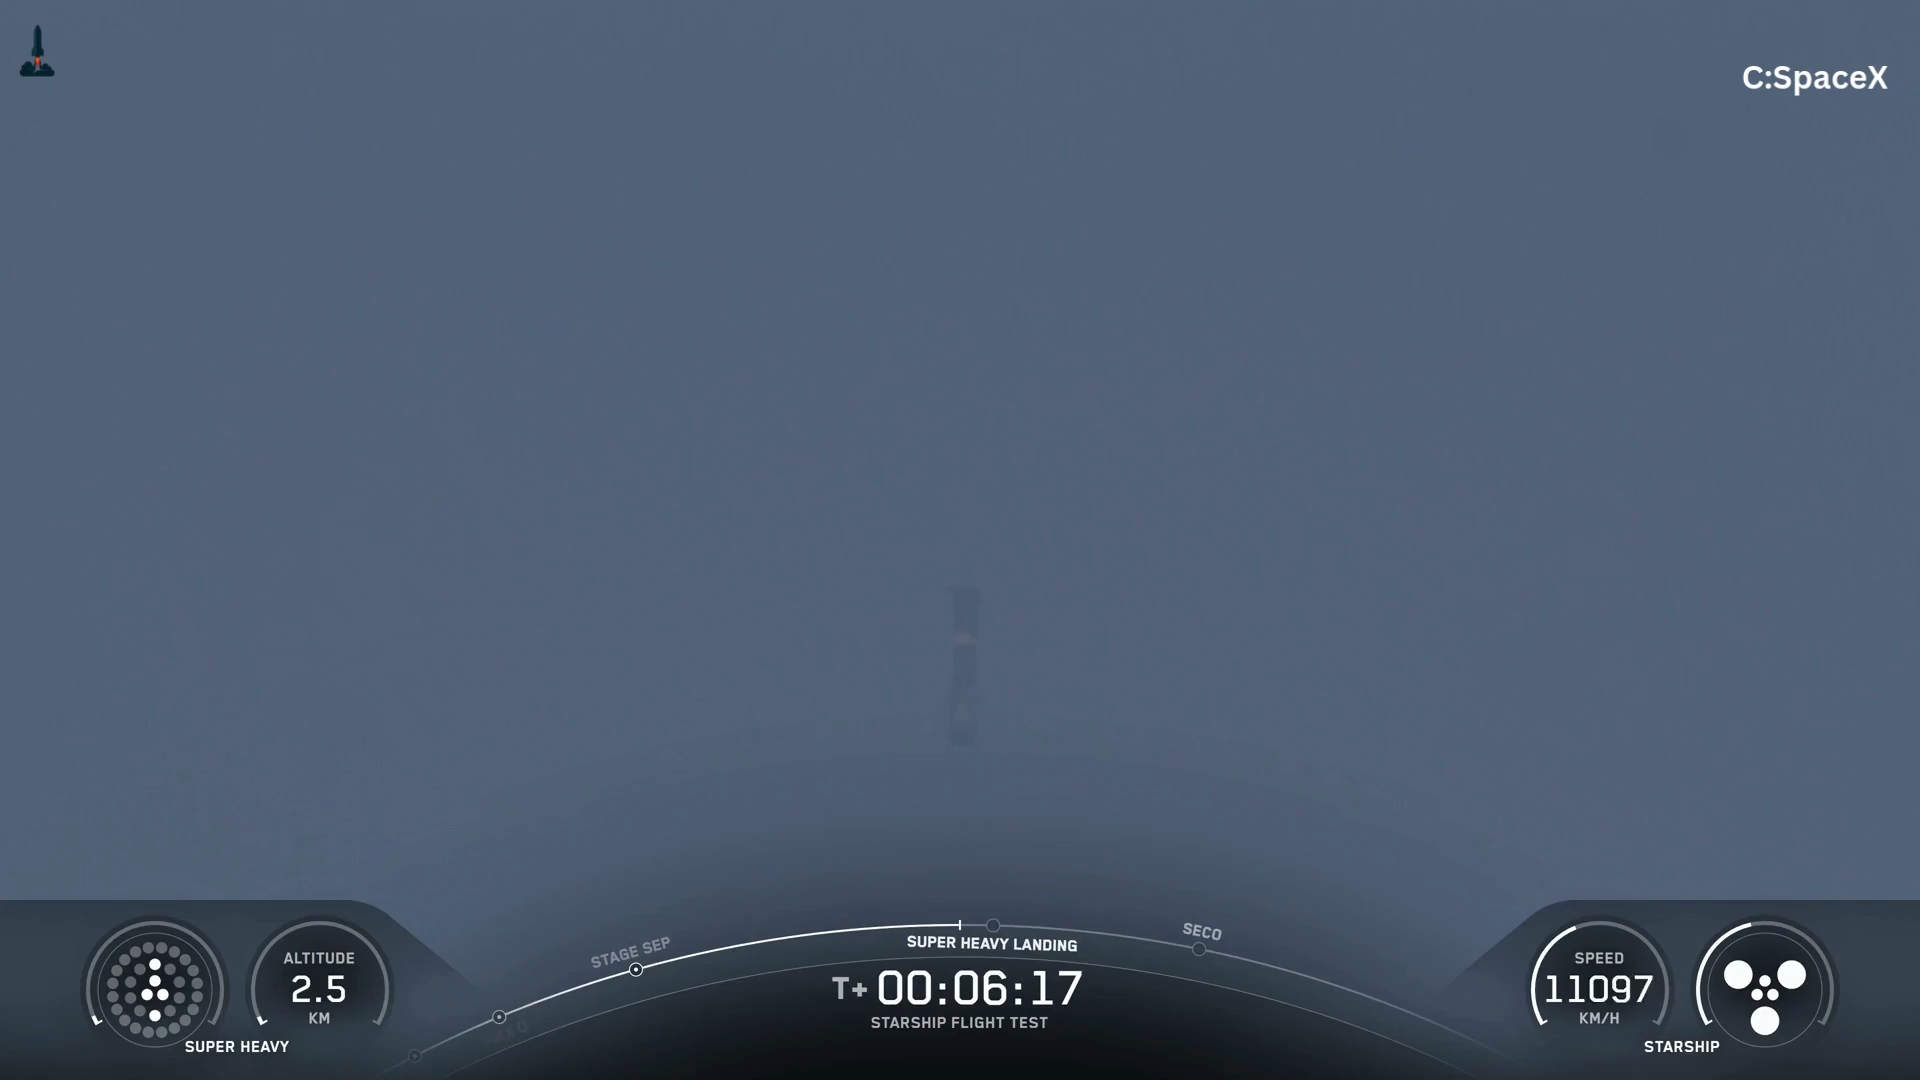 C:SpaceX
STAGE SEP
SECO
SUPER HEAVY LANDING
T+ 00:06:17
STARSHIP FLIGHT TEST
ALTITUDE
2.5
KM
SUPER HEAVY
SPEED
11097
KM/H
STARSHIP